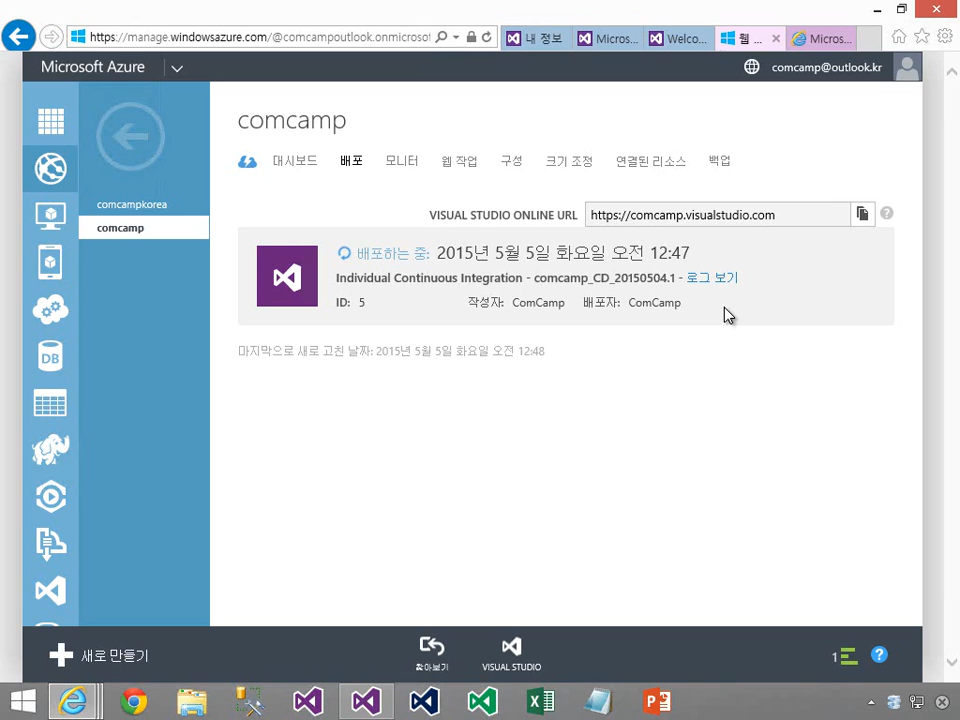 https://manage.windowsazure.com/@comcampoutlook.onmicrosof
내 정보
Micros...
Welco...
웹 ...
Micros...
Microsoft Azure
comcamp@outlook.kr
comcampkorea
comcamp
comcamp
대시보드 배포 모니터 웹 작업 구성 크기 조정 연결된 리소스 백업
VISUAL STUDIO ONLINE URL https://comcamp.visualstudio.com
배포하는 중: 2015년 5월 5일 화요일 오전 12:47
Individual Continuous Integration - comcamp_CD_20150504.1 - 로그 보기
ID: 5 작성자: ComCamp 배포자: ComCamp
마지막으로 새로 고친 날짜: 2015년 5월 5일 화요일 오전 12:48
DB
새로 만들기
찾아보기
VISUAL STUDIO
1